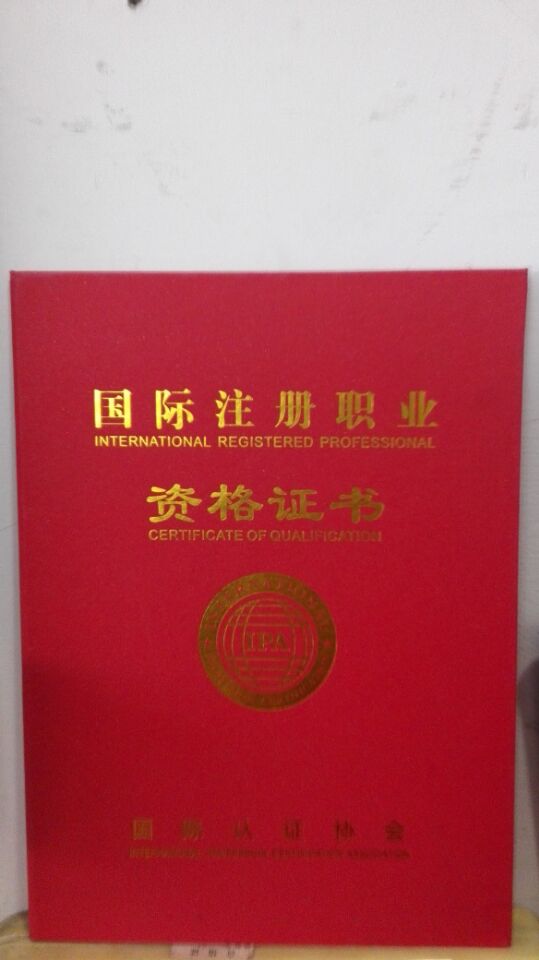 国际注册职业
INTERNATIONAL REGISTERED PROFESSIONAL
资格证书
CERTIFICATE OF QUALIFICATION
IPA
国际认证协会
INTERNATIONAL